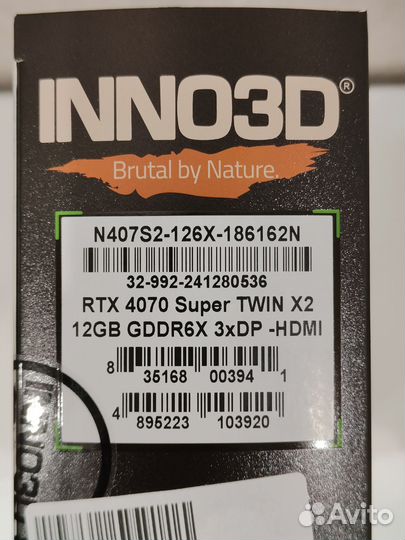 INNO3D®
Brutal by Nature.
N407S2-126X-186162N
32-992-241280536
RTX 4070 Super TWIN X2
12GB GDDR6X 3xDP -HDMI
8 35168 00394 1
4 895223 103920
Avito